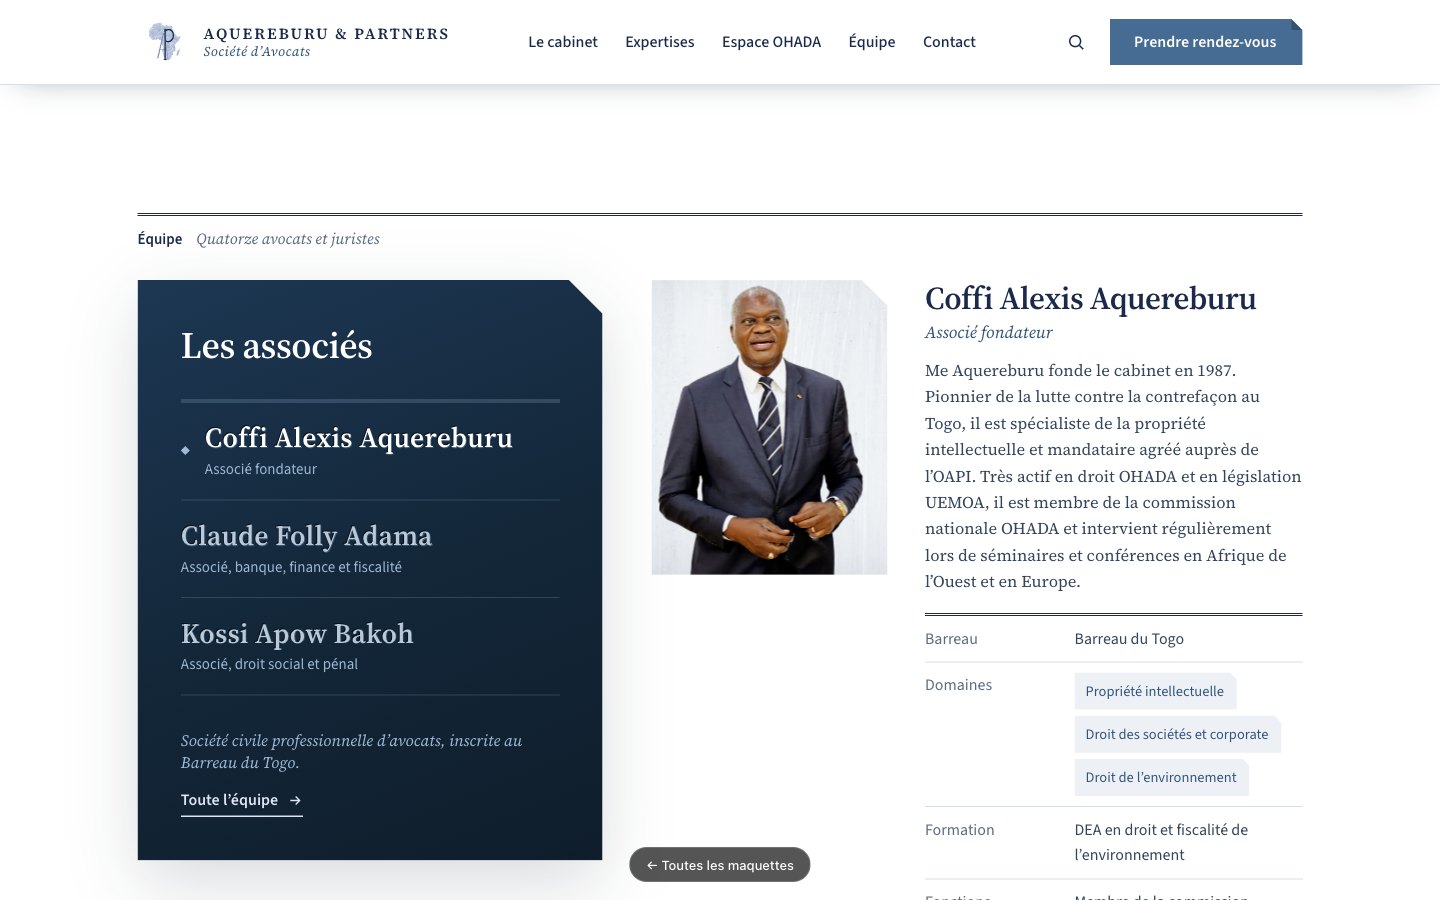 AQUEREBURU & PARTNERS
Société d’Avocats
Le cabinet
Expertises
Espace OHADA
Équipe
Contact
Prendre rendez-vous
Équipe Quatorze avocats et juristes
Les associés
Coffi Alexis Aquereburu
Associé fondateur
Claude Folly Adama
Associé, banque, finance et fiscalité
Kossi Apow Bakoh
Associé, droit social et pénal
Société civile professionnelle d’avocats, inscrite au
Barreau du Togo.
Toute l’équipe →
Coffi Alexis Aquereburu
Associé fondateur
Me Aquereburu fonde le cabinet en 1987.
Pionnier de la lutte contre la contrefaçon au
Togo, il est spécialiste de la propriété
intellectuelle et mandataire agréé auprès de
l’OAPI. Très actif en droit OHADA et en législation
UEMOA, il est membre de la commission
nationale OHADA et intervient régulièrement
lors de séminaires et conférences en Afrique de
l’Ouest et en Europe.
Barreau
Barreau du Togo
Domaines
Propriété intellectuelle
Droit des sociétés et corporate
Droit de l’environnement
Formation
DEA en droit et fiscalité de
l’environnement
Fonctions
Membre de la commission
← Toutes les maquettes